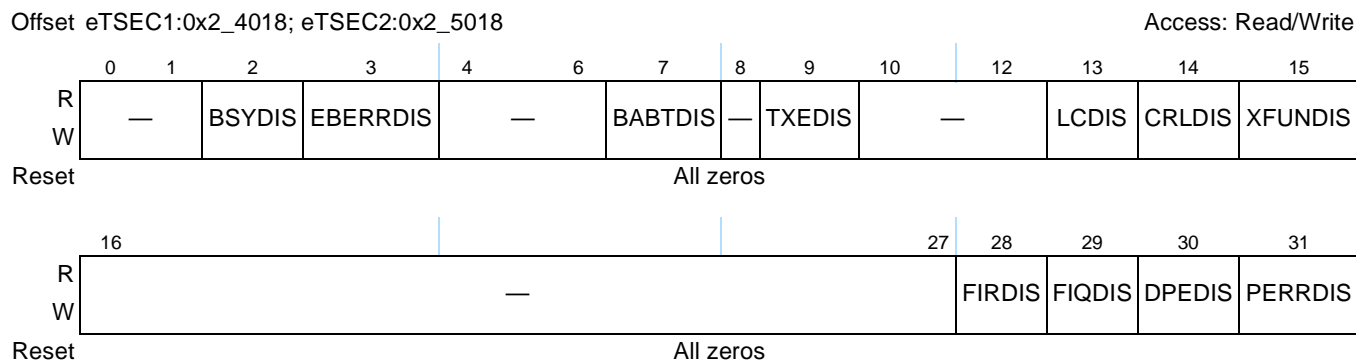 Offset eTSEC1:0x2_4018; eTSEC2:0x2_5018 Access: Read/Write
0 1 2 3 4 6 7 8 9 10 12 13 14 15
R
W
— BSYDIS EBERRDIS — BABTDIS — TXEDIS — LCDIS CRLDIS XFUNDIS
Reset All zeros
16 27 28 29 30 31
R
W
— FIRDIS FIQDIS DPEDIS PERRDIS
Reset All zeros